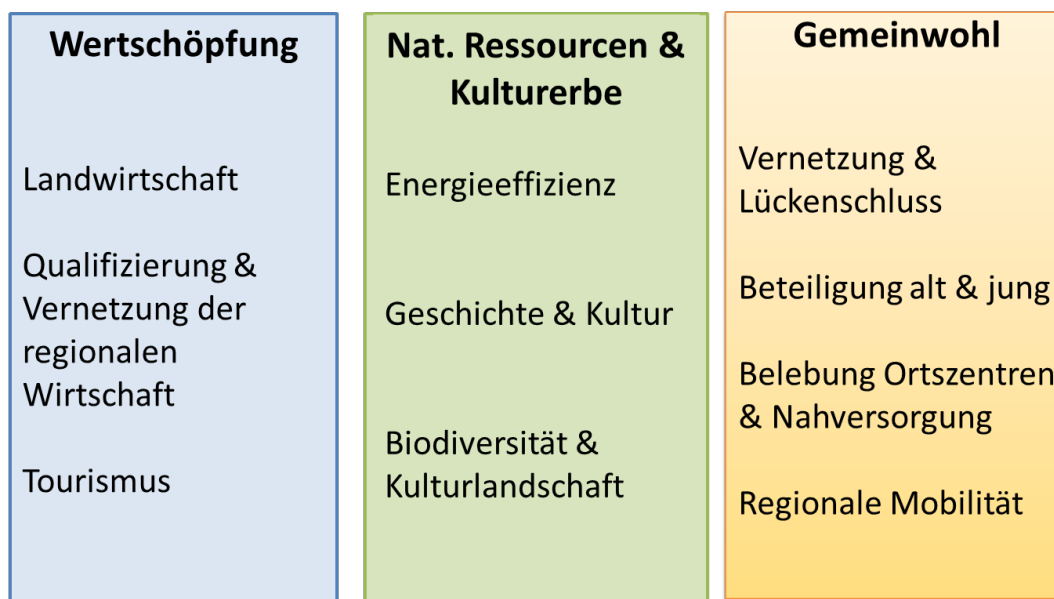 Wertschöpfung
Landwirtschaft
Qualifizierung &
Vernetzung der
regionalen
Wirtschaft
Tourismus
Nat. Ressourcen &
Kulturerbe
Energieeffizienz
Geschichte & Kultur
Biodiversität &
Kulturlandschaft
Gemeinwohl
Vernetzung &
Lückenschluss
Beteiligung alt & jung
Belebung Ortszentren
& Nahversorgung
Regionale Mobilität